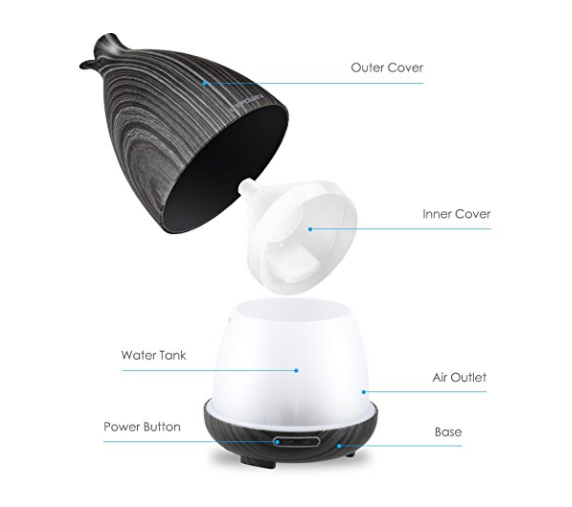 Outer Cover
Inner Cover
Water Tank
Air Outlet
Power Button
Base